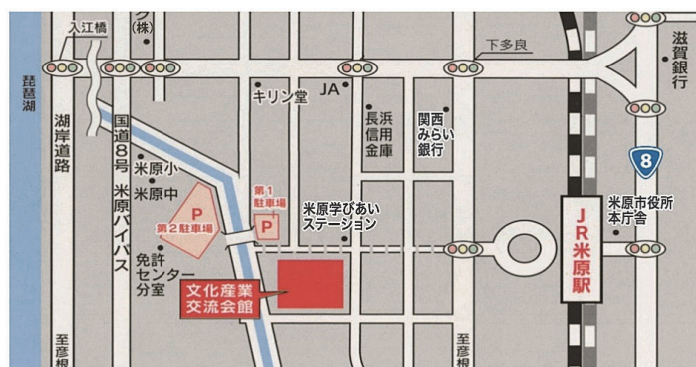 入江橋
ク
(株)
琵琶湖
湖岸道路
国道8号 米原バイパス
キリン堂
JA
下多良
滋賀銀行
長浜
信用
金庫
関西
みらい
銀行
8
米原小
米原中
第1
駐車場
P
P
第2駐車場
米原学びあい
ステーション
米原市役所
本庁舎
JR米原駅
免許
センター
分室
文化産業
交流会館
至彦根
至彦根